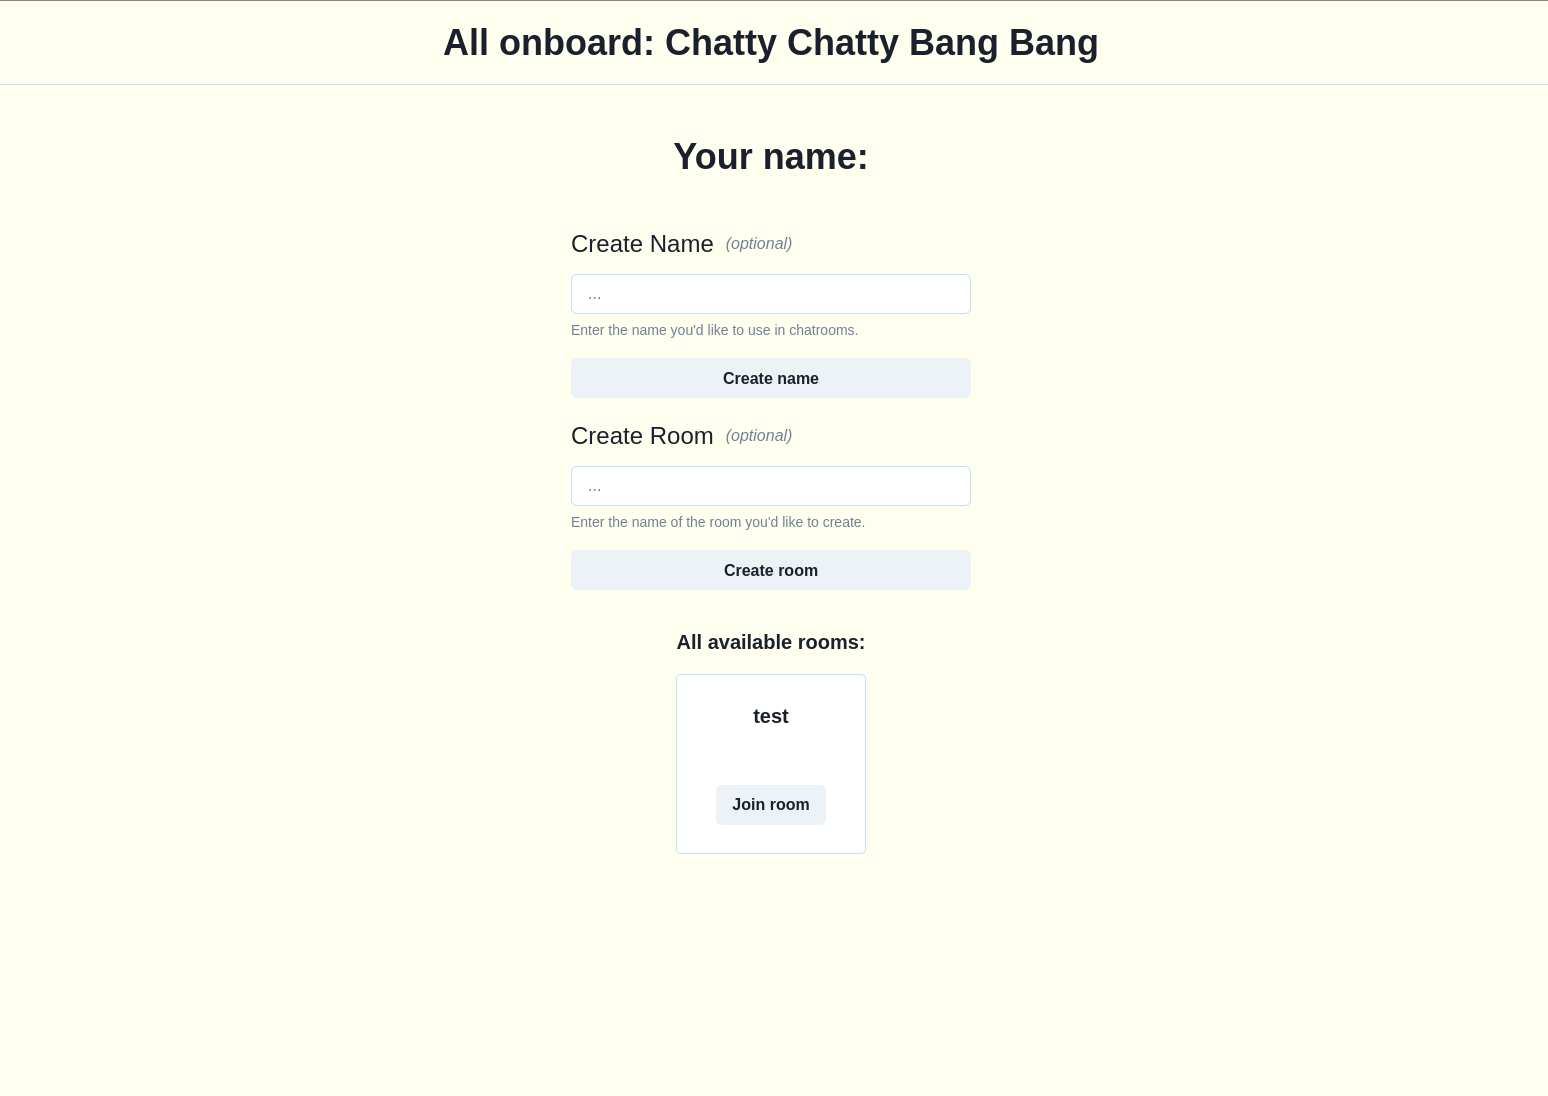 All onboard: Chatty Chatty Bang Bang
Your name:
Create Name (optional)
...
Enter the name you'd like to use in chatrooms.
Create name
Create Room (optional)
...
Enter the name of the room you'd like to create.
Create room
All available rooms:
test
Join room